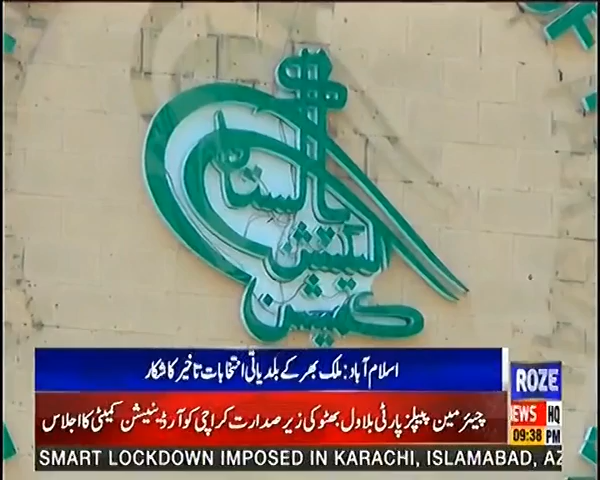 الیکشن
کمیشن
پاکستان
اسلام آباد: ملک بھر کے بلدیاتی انتخابات تاخیر کا شکار
ROZE
چیئرمین پیپلز پارٹی بلاول بھٹو کی زیر صدارت کراچی کوآرڈینیشن کمیٹی کا اجلاس
NEWS HQ
09:38 PM
SMART LOCKDOWN IMPOSED IN KARACHI, ISLAMABAD, AZ